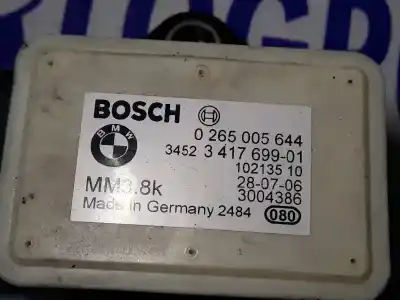 BOSCH
0 265 005 644
BMW
3452 3 417 699-01
102135 10
MM3.8k
28-07-06
3004386
Made in Germany 2484
080